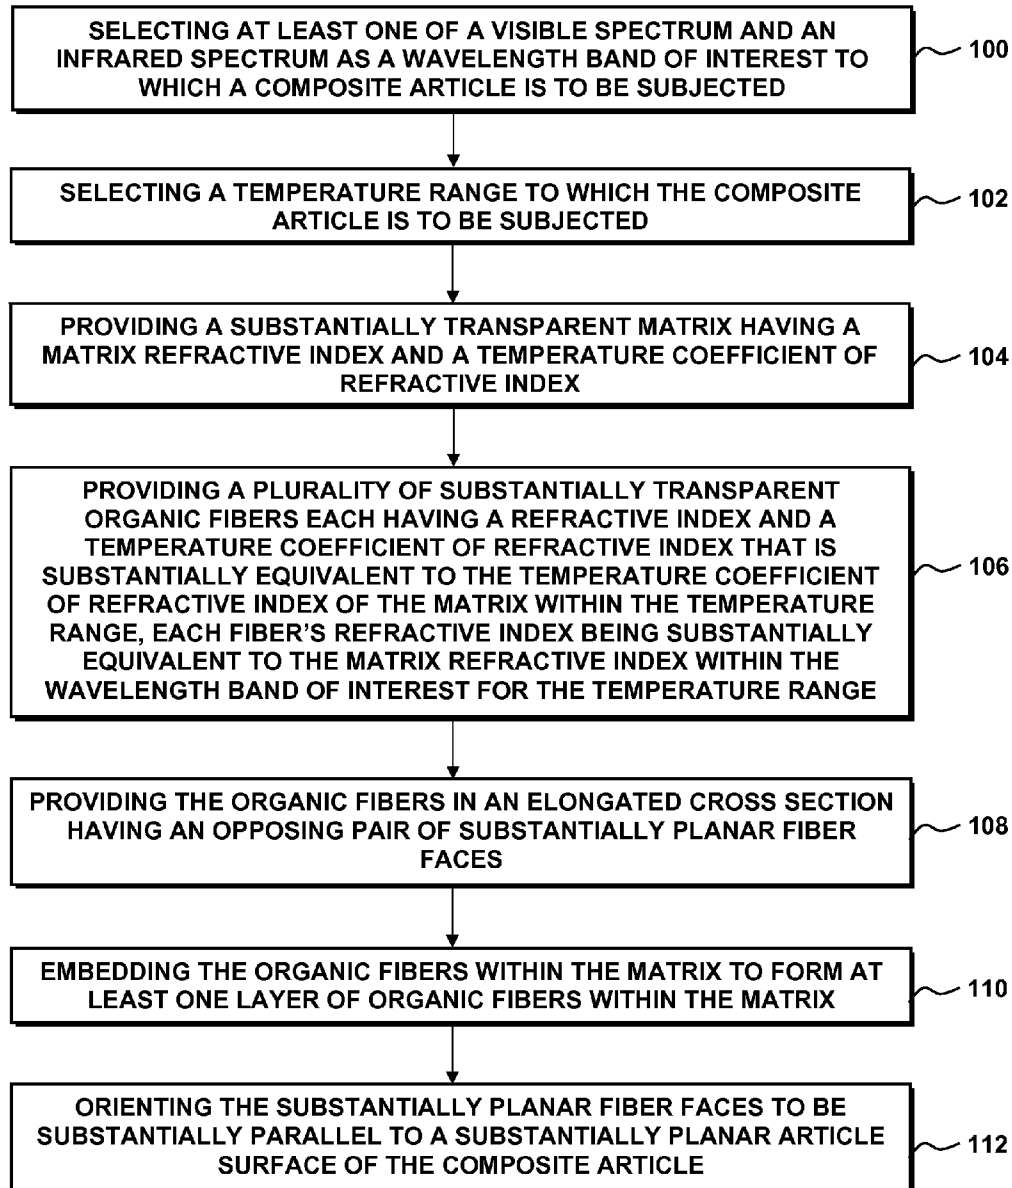 SELECTING AT LEAST ONE OF A VISIBLE SPECTRUM AND AN
INFRARED SPECTRUM AS A WAVELENGTH BAND OF INTEREST TO
WHICH A COMPOSITE ARTICLE IS TO BE SUBJECTED
100
SELECTING A TEMPERATURE RANGE TO WHICH THE COMPOSITE
ARTICLE IS TO BE SUBJECTED
102
PROVIDING A SUBSTANTIALLY TRANSPARENT MATRIX HAVING A
MATRIX REFRACTIVE INDEX AND A TEMPERATURE COEFFICIENT OF
REFRACTIVE INDEX
104
PROVIDING A PLURALITY OF SUBSTANTIALLY TRANSPARENT
ORGANIC FIBERS EACH HAVING A REFRACTIVE INDEX AND A
TEMPERATURE COEFFICIENT OF REFRACTIVE INDEX THAT IS
SUBSTANTIALLY EQUIVALENT TO THE TEMPERATURE COEFFICIENT
OF REFRACTIVE INDEX OF THE MATRIX WITHIN THE TEMPERATURE
RANGE, EACH FIBER'S REFRACTIVE INDEX BEING SUBSTANTIALLY
EQUIVALENT TO THE MATRIX REFRACTIVE INDEX WITHIN THE
WAVELENGTH BAND OF INTEREST FOR THE TEMPERATURE RANGE
106
PROVIDING THE ORGANIC FIBERS IN AN ELONGATED CROSS SECTION
HAVING AN OPPOSING PAIR OF SUBSTANTIALLY PLANAR FIBER
FACES
108
EMBEDDING THE ORGANIC FIBERS WITHIN THE MATRIX TO FORM AT
LEAST ONE LAYER OF ORGANIC FIBERS WITHIN THE MATRIX
110
ORIENTING THE SUBSTANTIALLY PLANAR FIBER FACES TO BE
SUBSTANTIALLY PARALLEL TO A SUBSTANTIALLY PLANAR ARTICLE
SURFACE OF THE COMPOSITE ARTICLE
112